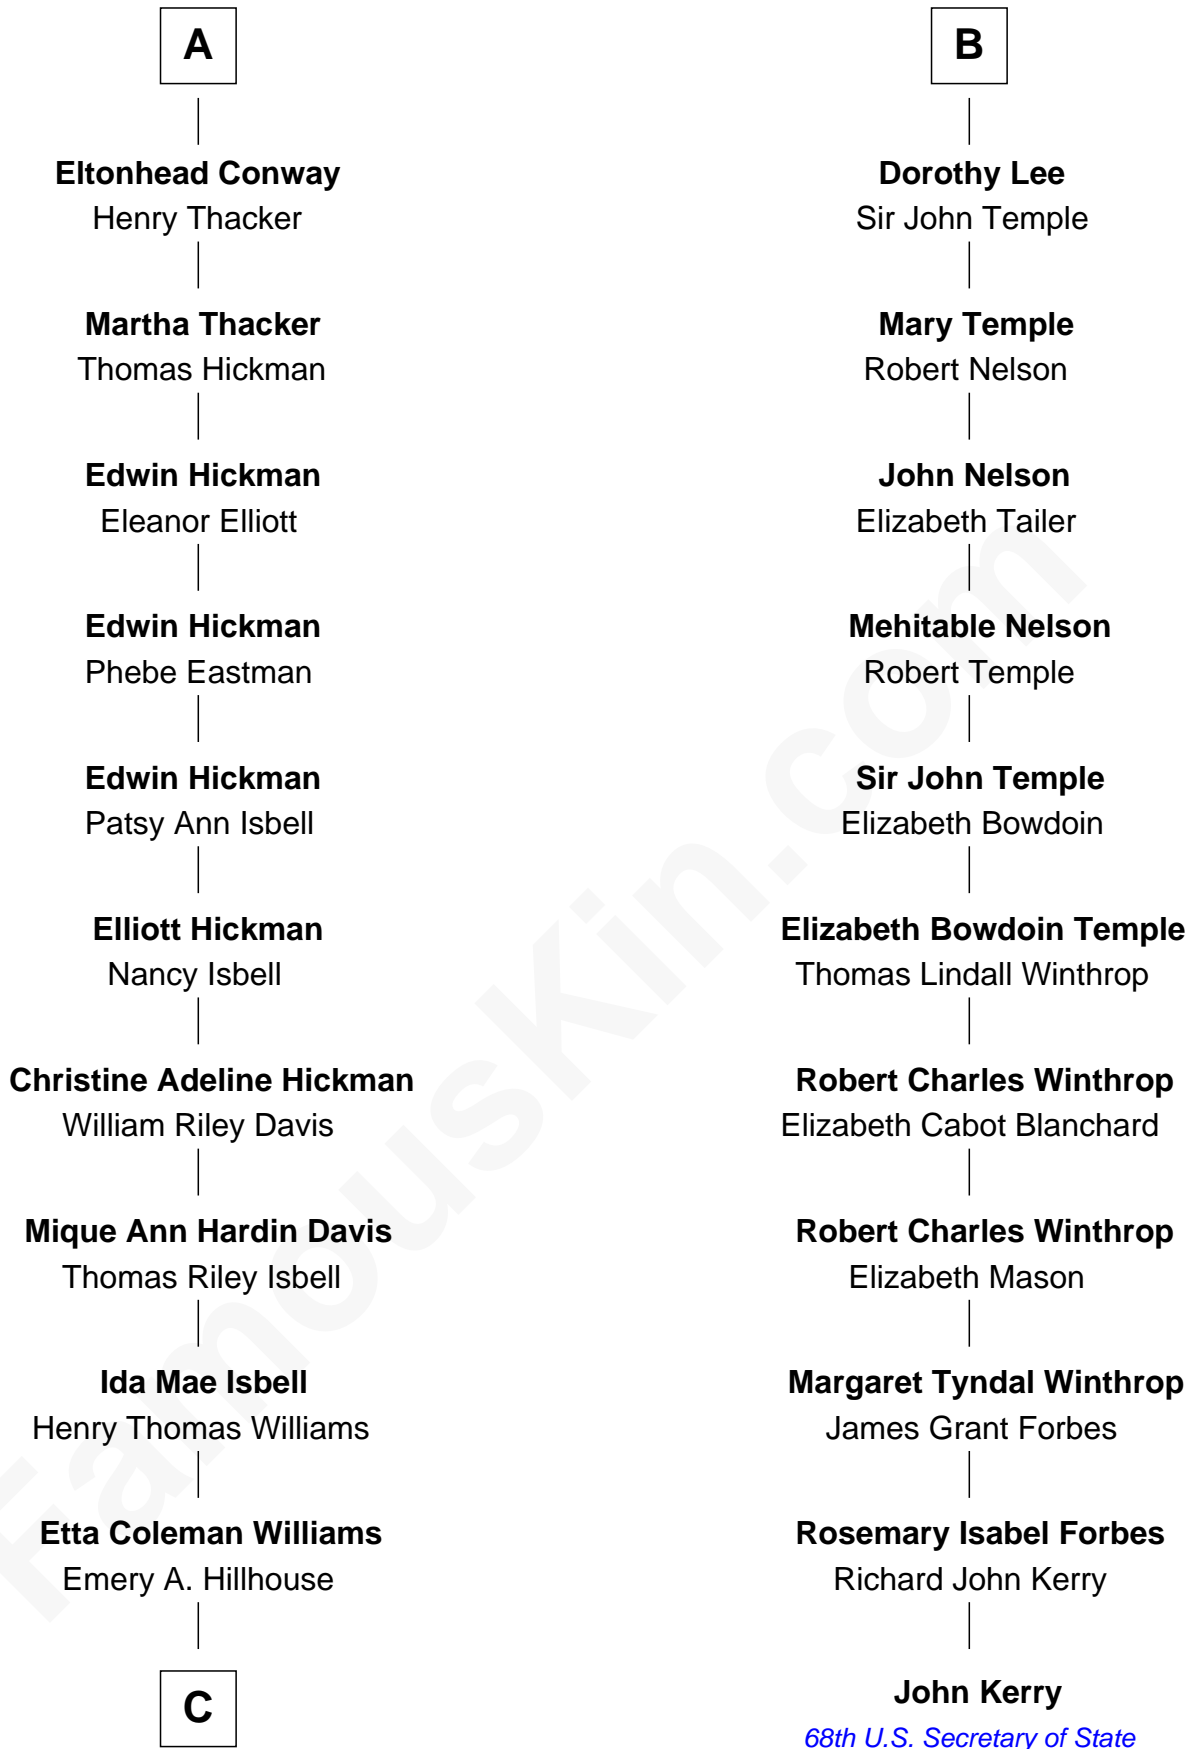 A
Eltonhead Conway
Henry Thacker
Martha Thacker
Thomas Hickman
Edwin Hickman
Eleanor Elliott
Edwin Hickman
Phebe Eastman
Edwin Hickman
Patsy Ann Isbell
Elliott Hickman
Nancy Isbell
Christine Adeline Hickman
William Riley Davis
Mique Ann Hardin Davis
Thomas Riley Isbell
Ida Mae Isbell
Henry Thomas Williams
Etta Coleman Williams
Emery A. Hillhouse
C
B
Dorothy Lee
Sir John Temple
Mary Temple
Robert Nelson
John Nelson
Elizabeth Tailer
Mehitable Nelson
Robert Temple
Sir John Temple
Elizabeth Bowdoin
Elizabeth Bowdoin Temple
Thomas Lindall Winthrop
Robert Charles Winthrop
Elizabeth Cabot Blanchard
Robert Charles Winthrop
Elizabeth Mason
Margaret Tyndal Winthrop
James Grant Forbes
Rosemary Isabel Forbes
Richard John Kerry
John Kerry
68th U.S. Secretary of State
FamousKin.com